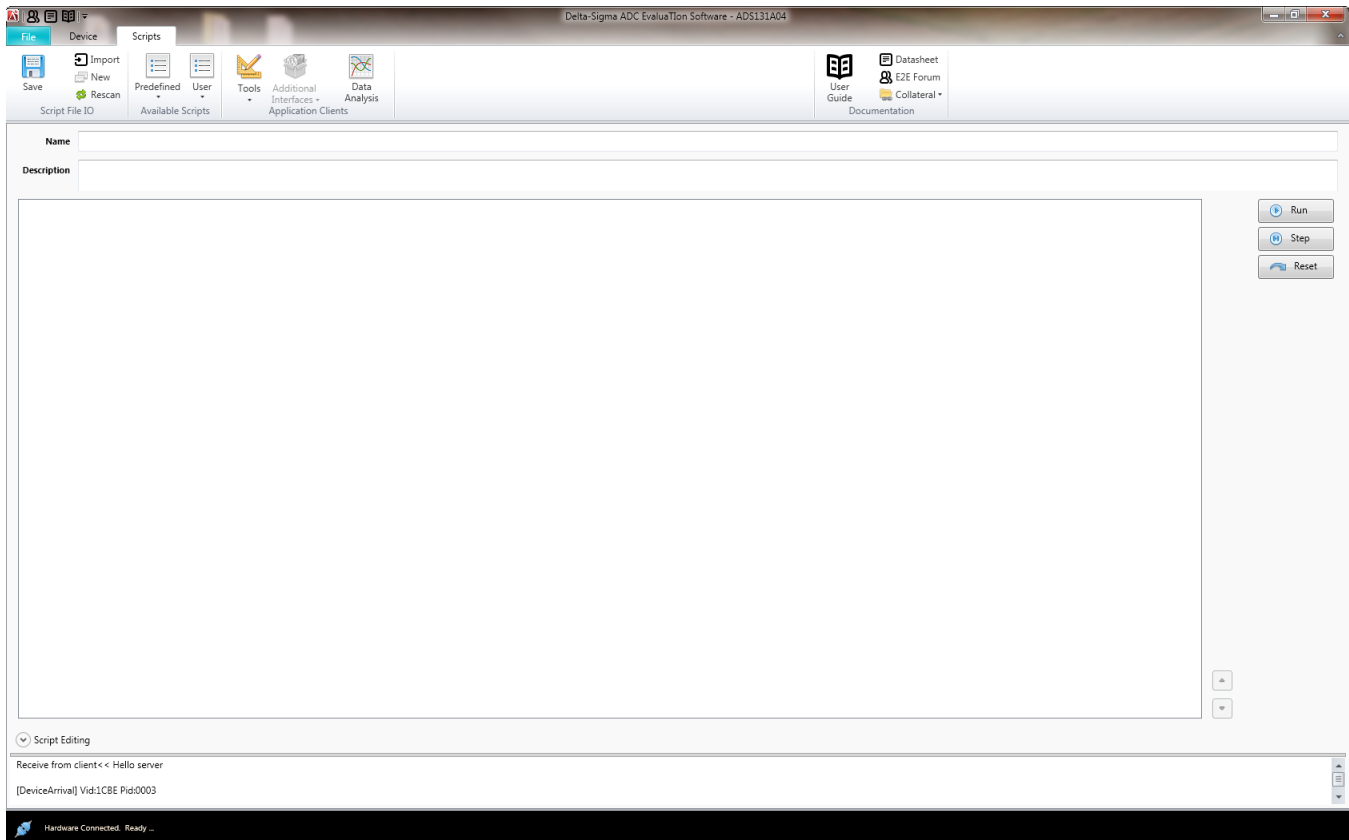 Delta-Sigma ADC EvaluaTIon Software - ADS131A04
File Device Scripts
Save
Import
New
Rescan
Script File IO
Predefined
User
Available Scripts
Tools
Additional
Interfaces
Data
Analysis
Application Clients
User
Guide
Datasheet
E2E Forum
Collateral
Documentation
Name
Description
Run
Step
Reset
Script Editing
Receive from client<< Hello server
[DeviceArrival] Vid:1CBE Pid:0003
Hardware Connected. Ready ...